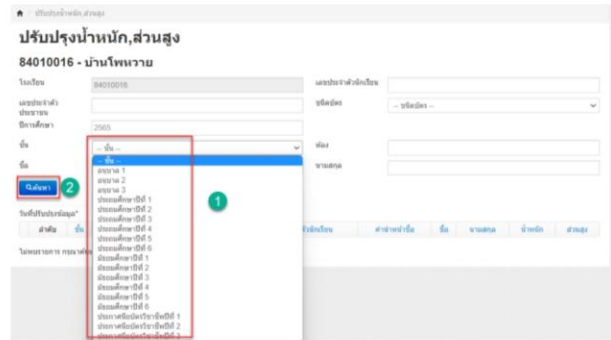 ปรับปรุงน้ำหนัก,ส่วนสูง
ปรับปรุงน้ำหนัก,ส่วนสูง
84010016 - บ้านโพหวาย
โรงเรียน 84010016 เลขประจำตัวนักเรียน
เลขประจำตัวประชาชน ชนิดบัตร -- ชนิดบัตร --
ปีการศึกษา 2565
ชั้น -- ชั้น -- ห้อง
ชื่อ นามสกุล
-- ชั้น --
อนุบาล 1
อนุบาล 2
อนุบาล 3
ประถมศึกษาปีที่ 1
ประถมศึกษาปีที่ 2
ประถมศึกษาปีที่ 3
ประถมศึกษาปีที่ 4
ประถมศึกษาปีที่ 5
ประถมศึกษาปีที่ 6
มัธยมศึกษาปีที่ 1
มัธยมศึกษาปีที่ 2
มัธยมศึกษาปีที่ 3
มัธยมศึกษาปีที่ 4
มัธยมศึกษาปีที่ 5
มัธยมศึกษาปีที่ 6
ประกาศนียบัตรวิชาชีพปีที่ 1
ประกาศนียบัตรวิชาชีพปีที่ 2
1
ค้นหา 2
วันที่ปรับปรุงข้อมูล*
ลำดับ ชั้น คำนำหน้าชื่อ ชื่อ นามสกุล น้ำหนัก ส่วนสูง
ไม่พบรายการ